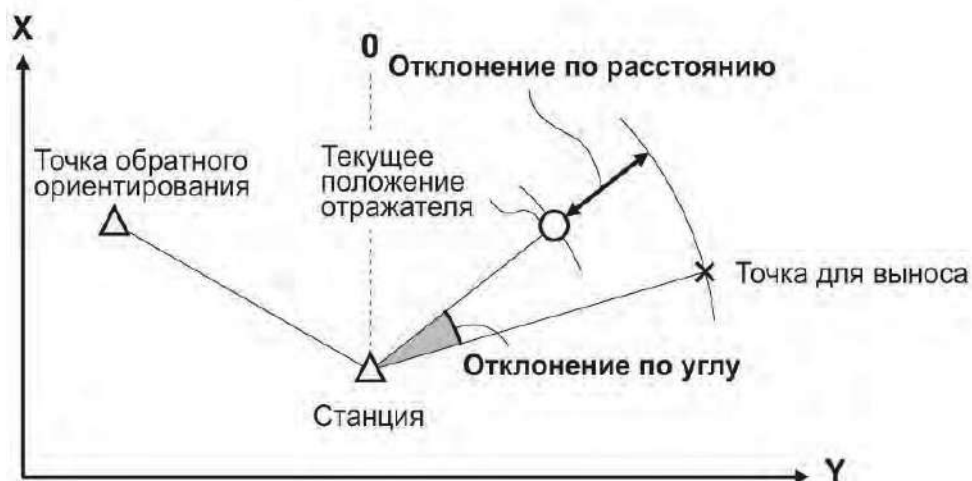 X
0
Отклонение по расстоянию
Точка обратного
ориентирования
Текущее
положение
отражателя
Точка для выноса
Отклонение по углу
Станция
Y